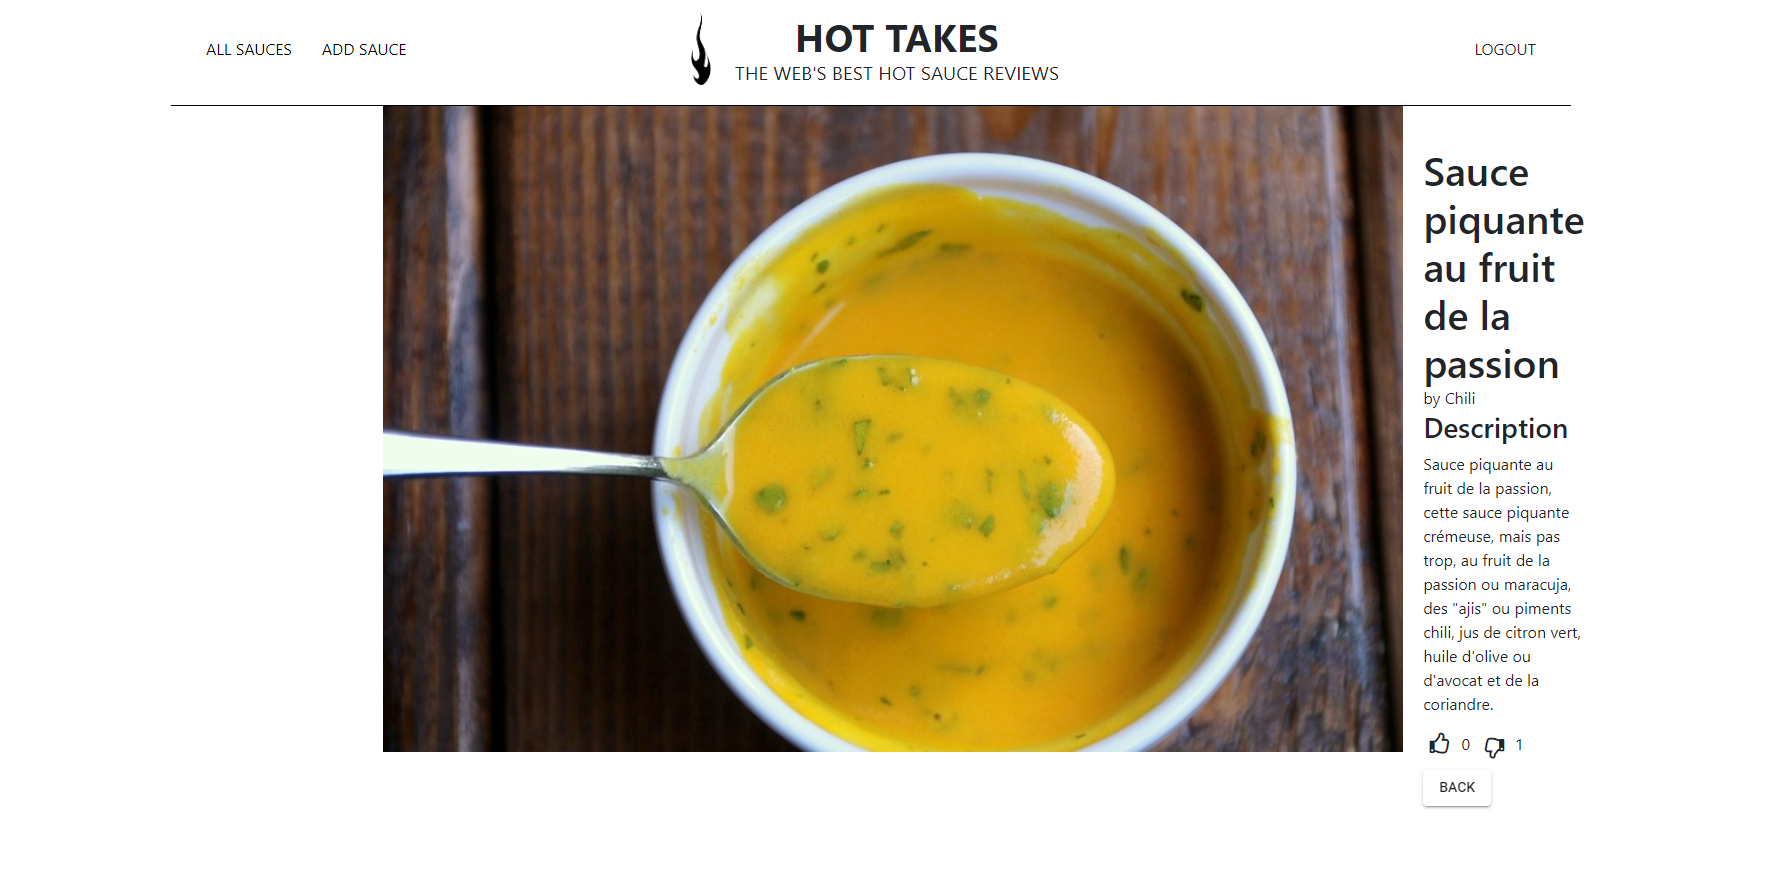 ALL SAUCES
ADD SAUCE
HOT TAKES
THE WEB'S BEST HOT SAUCE REVIEWS
LOGOUT
Sauce
piquante
au fruit
de la
passion
by Chili
Description
Sauce piquante au
fruit de la passion,
cette sauce piquante
crémeuse, mais pas
trop, au fruit de la
passion ou maracuja,
des "ajis" ou piments
chili, jus de citron vert,
huile d'olive ou
d'avocat et de la
coriandre.
0 1
BACK